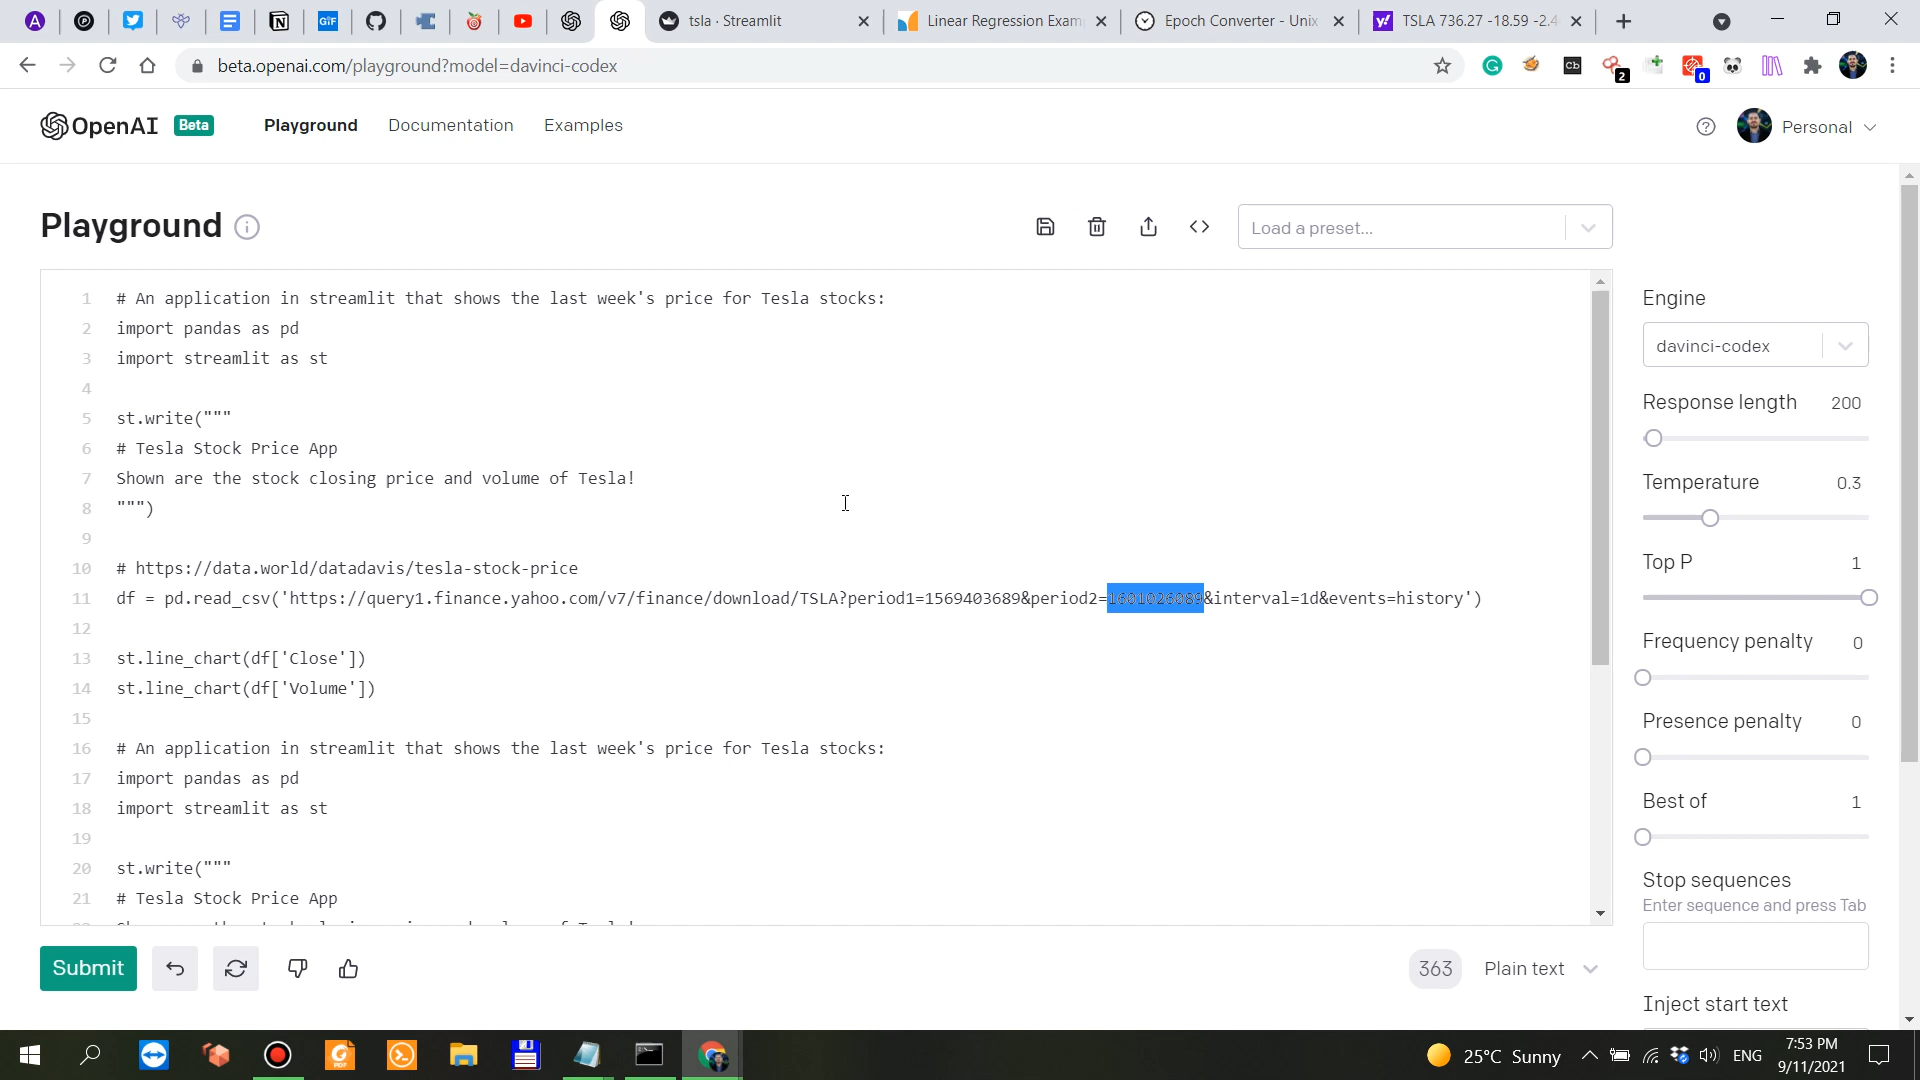 tsla · Streamlit
Linear Regression Exam
Epoch Converter - Unix
TSLA 736.27 -18.59 -2.4
beta.openai.com/playground?model=davinci-codex
Cb
2
0
OpenAI Beta
Playground
Documentation
Examples
Personal
Playground
Load a preset...
1 # An application in streamlit that shows the last week's price for Tesla stocks:
2 import pandas as pd
3 import streamlit as st
4
5 st.write("""
6 # Tesla Stock Price App
7 Shown are the stock closing price and volume of Tesla!
8 """)
9
10 # https://data.world/datadavis/tesla-stock-price
11 df = pd.read_csv('https://query1.finance.yahoo.com/v7/finance/download/TSLA?period1=1569403689&period2=1601026089&interval=1d&events=history')
12
13 st.line_chart(df['Close'])
14 st.line_chart(df['Volume'])
15
16 # An application in streamlit that shows the last week's price for Tesla stocks:
17 import pandas as pd
18 import streamlit as st
19
20 st.write("""
21 # Tesla Stock Price App
Engine
davinci-codex
Response length 200
Temperature 0.3
Top P 1
Frequency penalty 0
Presence penalty 0
Best of 1
Stop sequences
Enter sequence and press Tab
Inject start text
Submit
363
Plain text
25°C Sunny
ENG
7:53 PM
9/11/2021